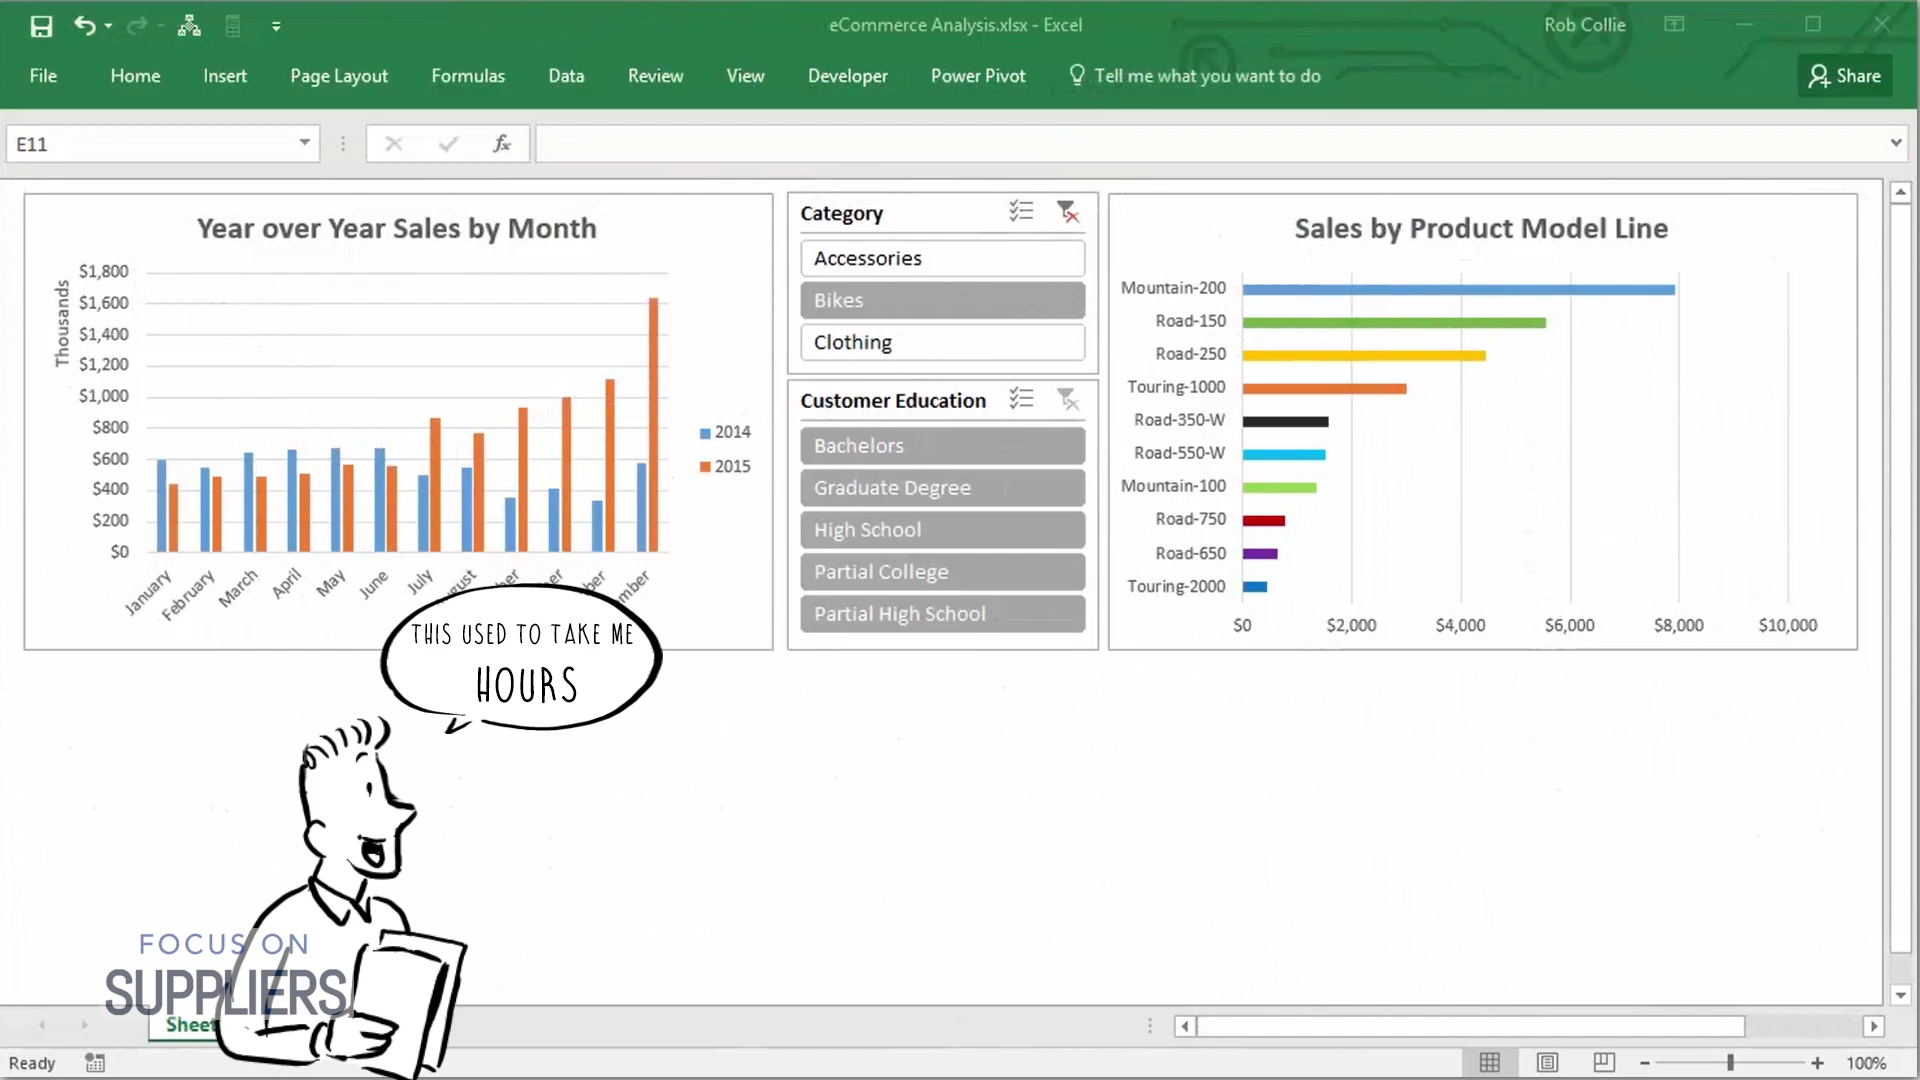 eCommerce Analysis.xlsx - Excel
Rob Collie
File Home Insert Page Layout Formulas Data Review View Developer Power Pivot Tell me what you want to do Share
E11
fx
Year over Year Sales by Month
Thousands
$1,800
$1,600
$1,400
$1,200
$1,000
$800
$600
$400
$200
$0
January February March April May June July
2014
2015
Category
Accessories
Bikes
Clothing
Customer Education
Bachelors
Graduate Degree
High School
Partial College
Partial High School
Sales by Product Model Line
Mountain-200
Road-150
Road-250
Touring-1000
Road-350-W
Road-550-W
Mountain-100
Road-750
Road-650
Touring-2000
$0 $2,000 $4,000 $6,000 $8,000 $10,000
THIS USED TO TAKE ME
HOURS
FOCUS ON
SUPPLIERS
Sheet
Ready
100%